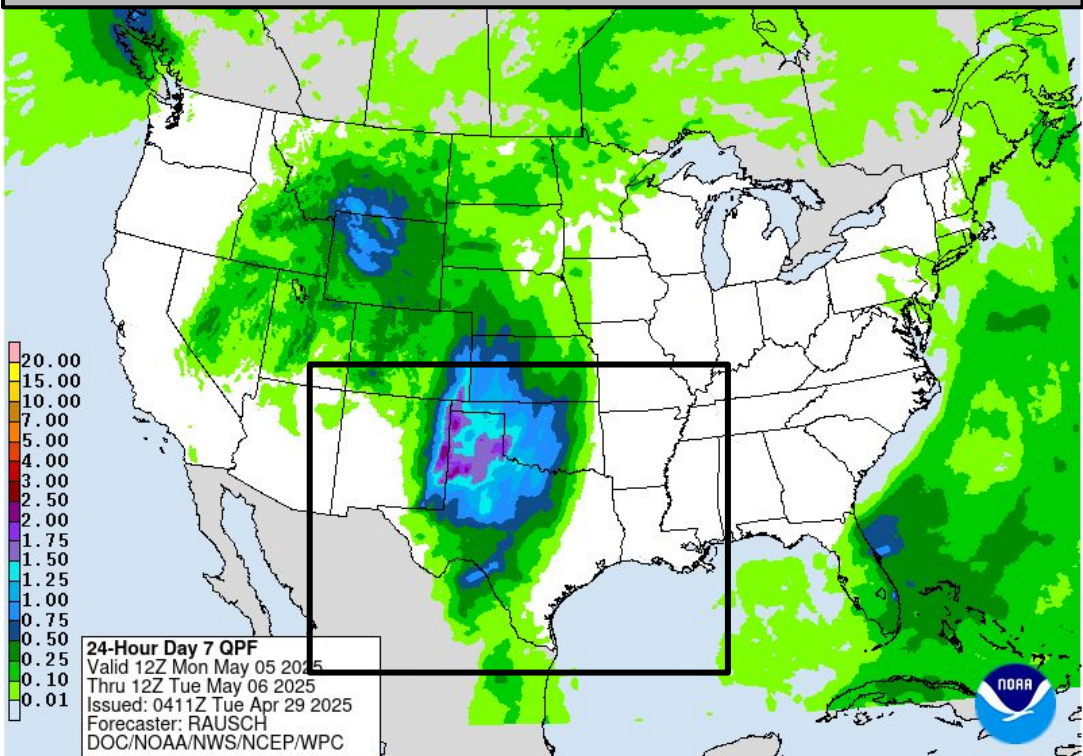 20.00
15.00
10.00
7.00
5.00
4.00
3.00
2.50
2.00
1.75
1.50
1.25
1.00
0.75
0.50
0.25
0.10
0.01
24-Hour Day 7 QPF
Valid 12Z Mon May 05 2025
Thru 12Z Tue May 06 2025
Issued: 0411Z Tue Apr 29 2025
Forecaster: RAUSCH
DOC/NOAA/NWS/NCEP/WPC
NOAA